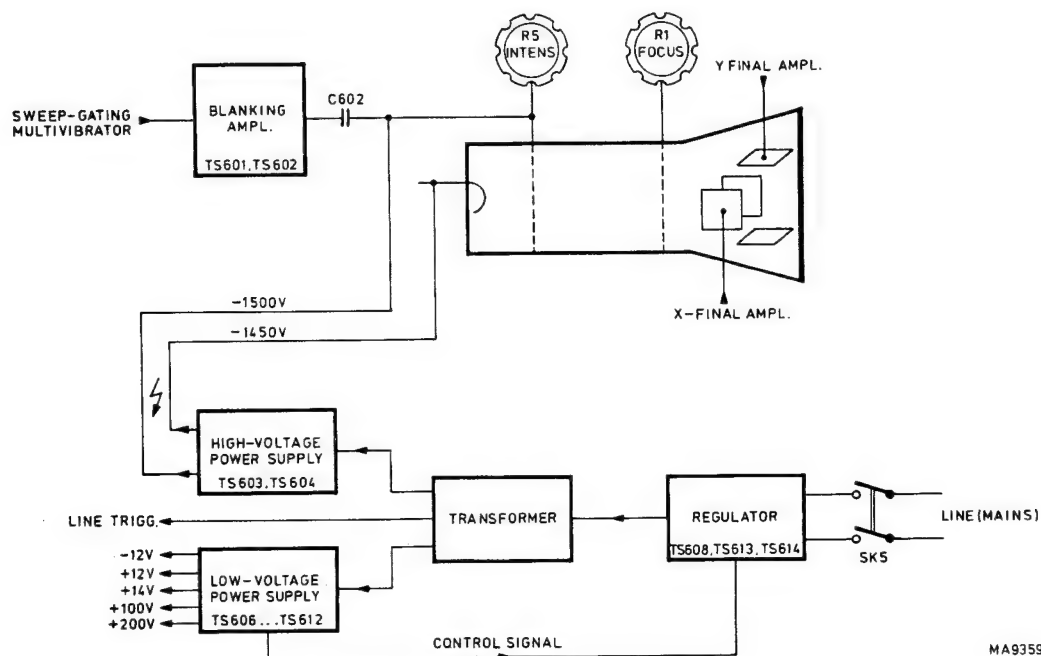 R5
INTENS
R1
FOCUS
Y FINAL AMPL.
SWEEP-GATING
MULTIVIBRATOR
BLANKING
AMPL.
TS601,TS602
C602
X-FINAL AMPL.
-1500V
-1450V
HIGH-VOLTAGE
POWER SUPPLY
TS603,TS604
LINE TRIGG.
TRANSFORMER
REGULATOR
TS608,TS613,TS614
LINE(MAINS)
SK5
-12V
+12V
+14V
+100V
+200V
LOW-VOLTAGE
POWER SUPPLY
TS606...TS612
CONTROL SIGNAL
MA9359